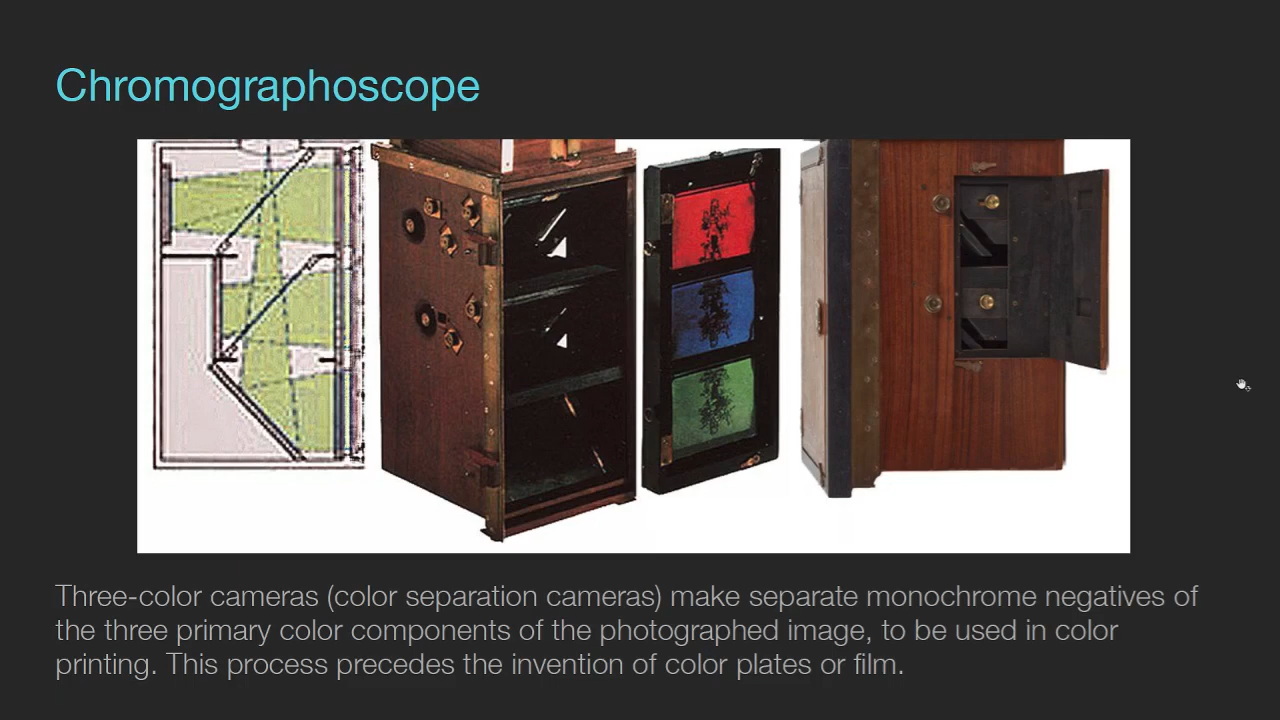 Chromographoscope
Three-color cameras (color separation cameras) make separate monochrome negatives of
the three primary color components of the photographed image, to be used in color
printing. This process precedes the invention of color plates or film.